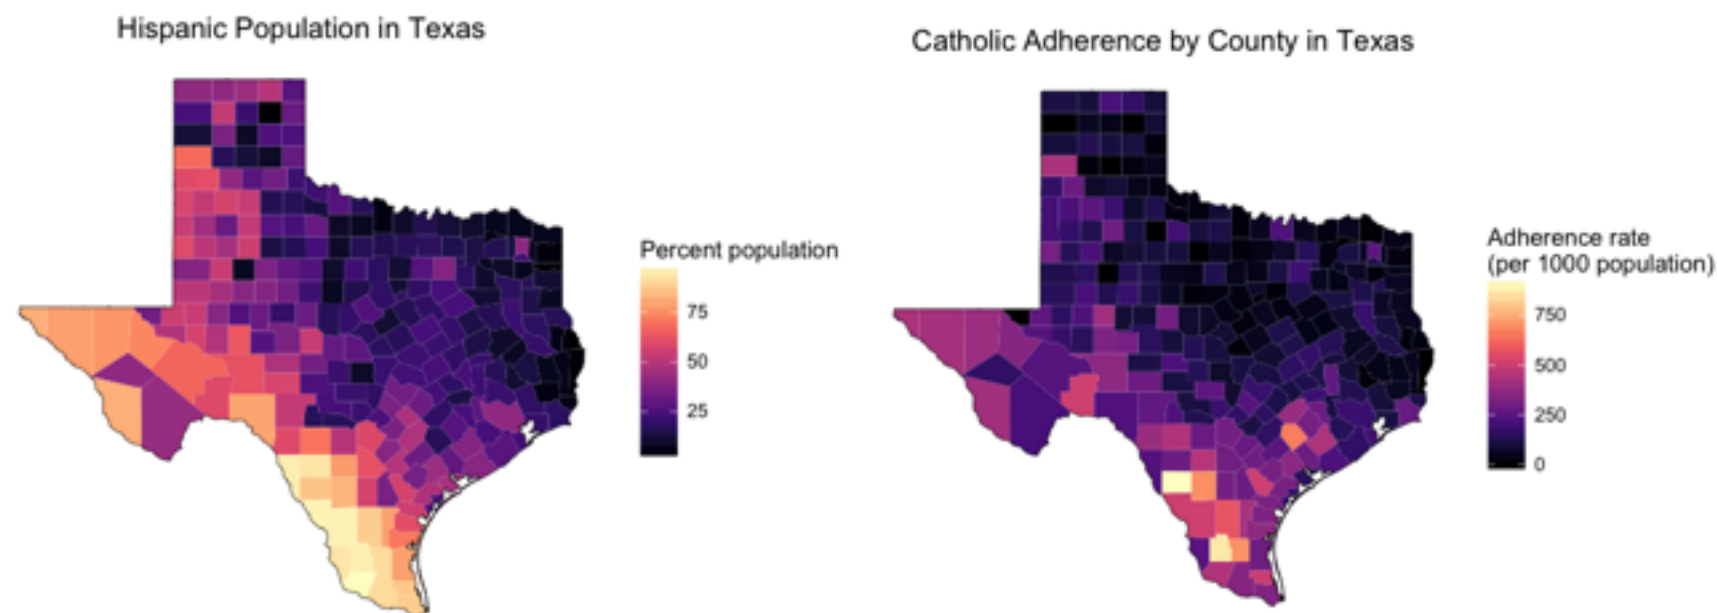 Hispanic Population in Texas
Percent population
75
50
25
Catholic Adherence by County in Texas
Adherence rate
(per 1000 population)
750
500
250
0